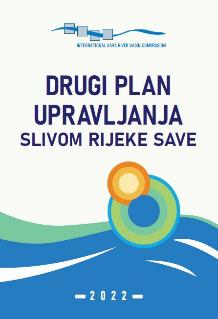 INTERNATIONAL SAVA RIVER BASIN COMMISSION
DRUGI PLAN
UPRAVLJANJA
SLIVOM RIJEKE SAVE
2022